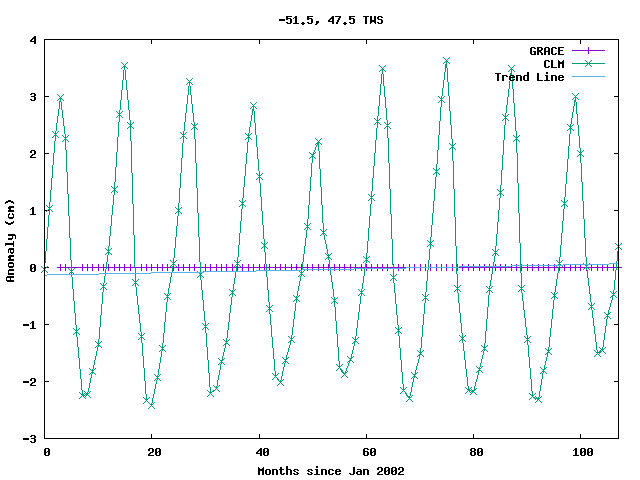 -51.5, 47.5 TWS
GRACE
CLM
Trend Line
4
3
2
1
0
-1
-2
-3
Anomaly (cm)
0 20 40 60 80 100
Months since Jan 2002